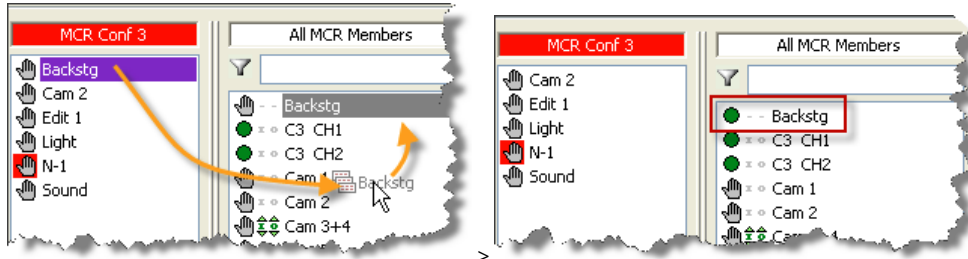 MCR Conf 3
Backstg
Cam 2
Edit 1
Light
N-1
Sound
All MCR Members
- - Backstg
I o C3 CH1
I o C3 CH2
I o Cam 1
Backstg
I o Cam 2
I o Cam 3+4
>
MCR Conf 3
Cam 2
Edit 1
Light
N-1
Sound
All MCR Members
- - Backstg
I o C3 CH1
I o C3 CH2
I o Cam 1
I o Cam 2